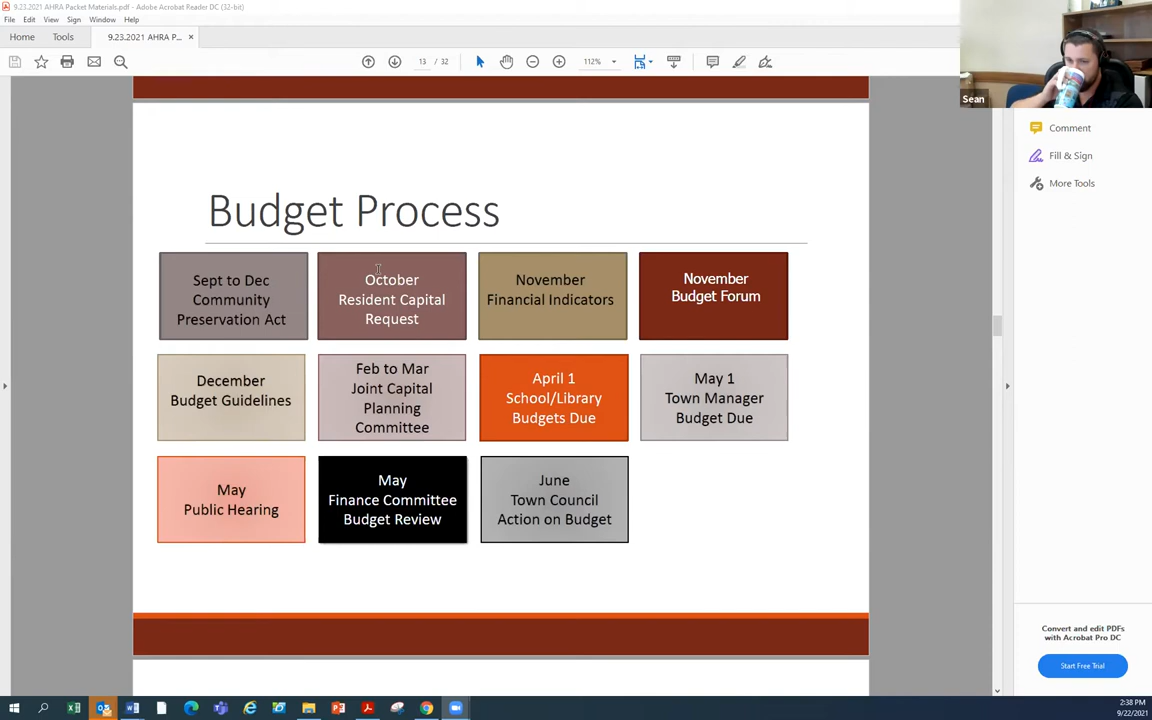 9.23.2021 AHRA Packet Materials.pdf - Adobe Acrobat Reader DC (32-bit)
File Edit View Sign Window Help
Home Tools 9.23.2021 AHRA P... ×
13 / 32 112%
Sean
Comment
Fill & Sign
More Tools
Budget Process
Sept to Dec
Community
Preservation Act
October
Resident Capital
Request
November
Financial Indicators
November
Budget Forum
December
Budget Guidelines
Feb to Mar
Joint Capital
Planning
Committee
April 1
School/Library
Budgets Due
May 1
Town Manager
Budget Due
May
Public Hearing
May
Finance Committee
Budget Review
June
Town Council
Action on Budget
Convert and edit PDFs
with Acrobat Pro DC
Start Free Trial
2:38 PM
9/22/2021